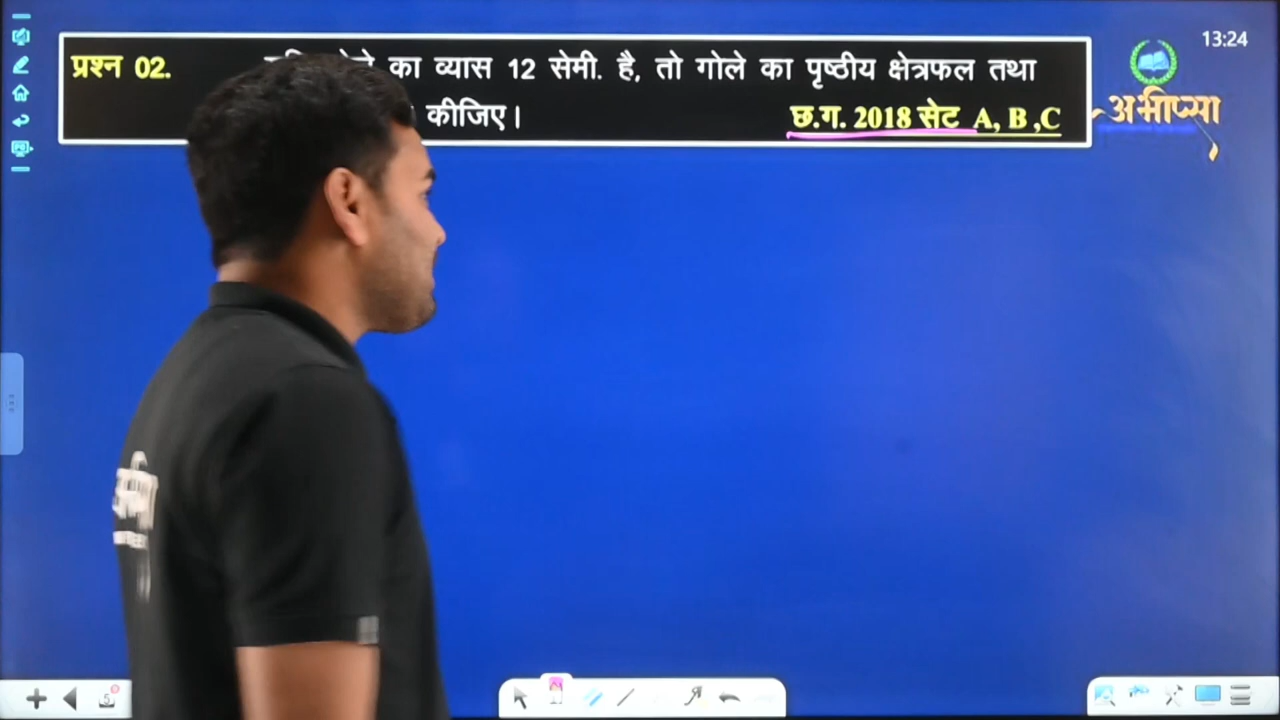 13:24
प्रश्न 02. का व्यास 12 सेमी. है, तो गोले का पृष्ठीय क्षेत्रफल तथा
कीजिए।
छ.ग. 2018 सेट A, B ,C
अभीप्सा